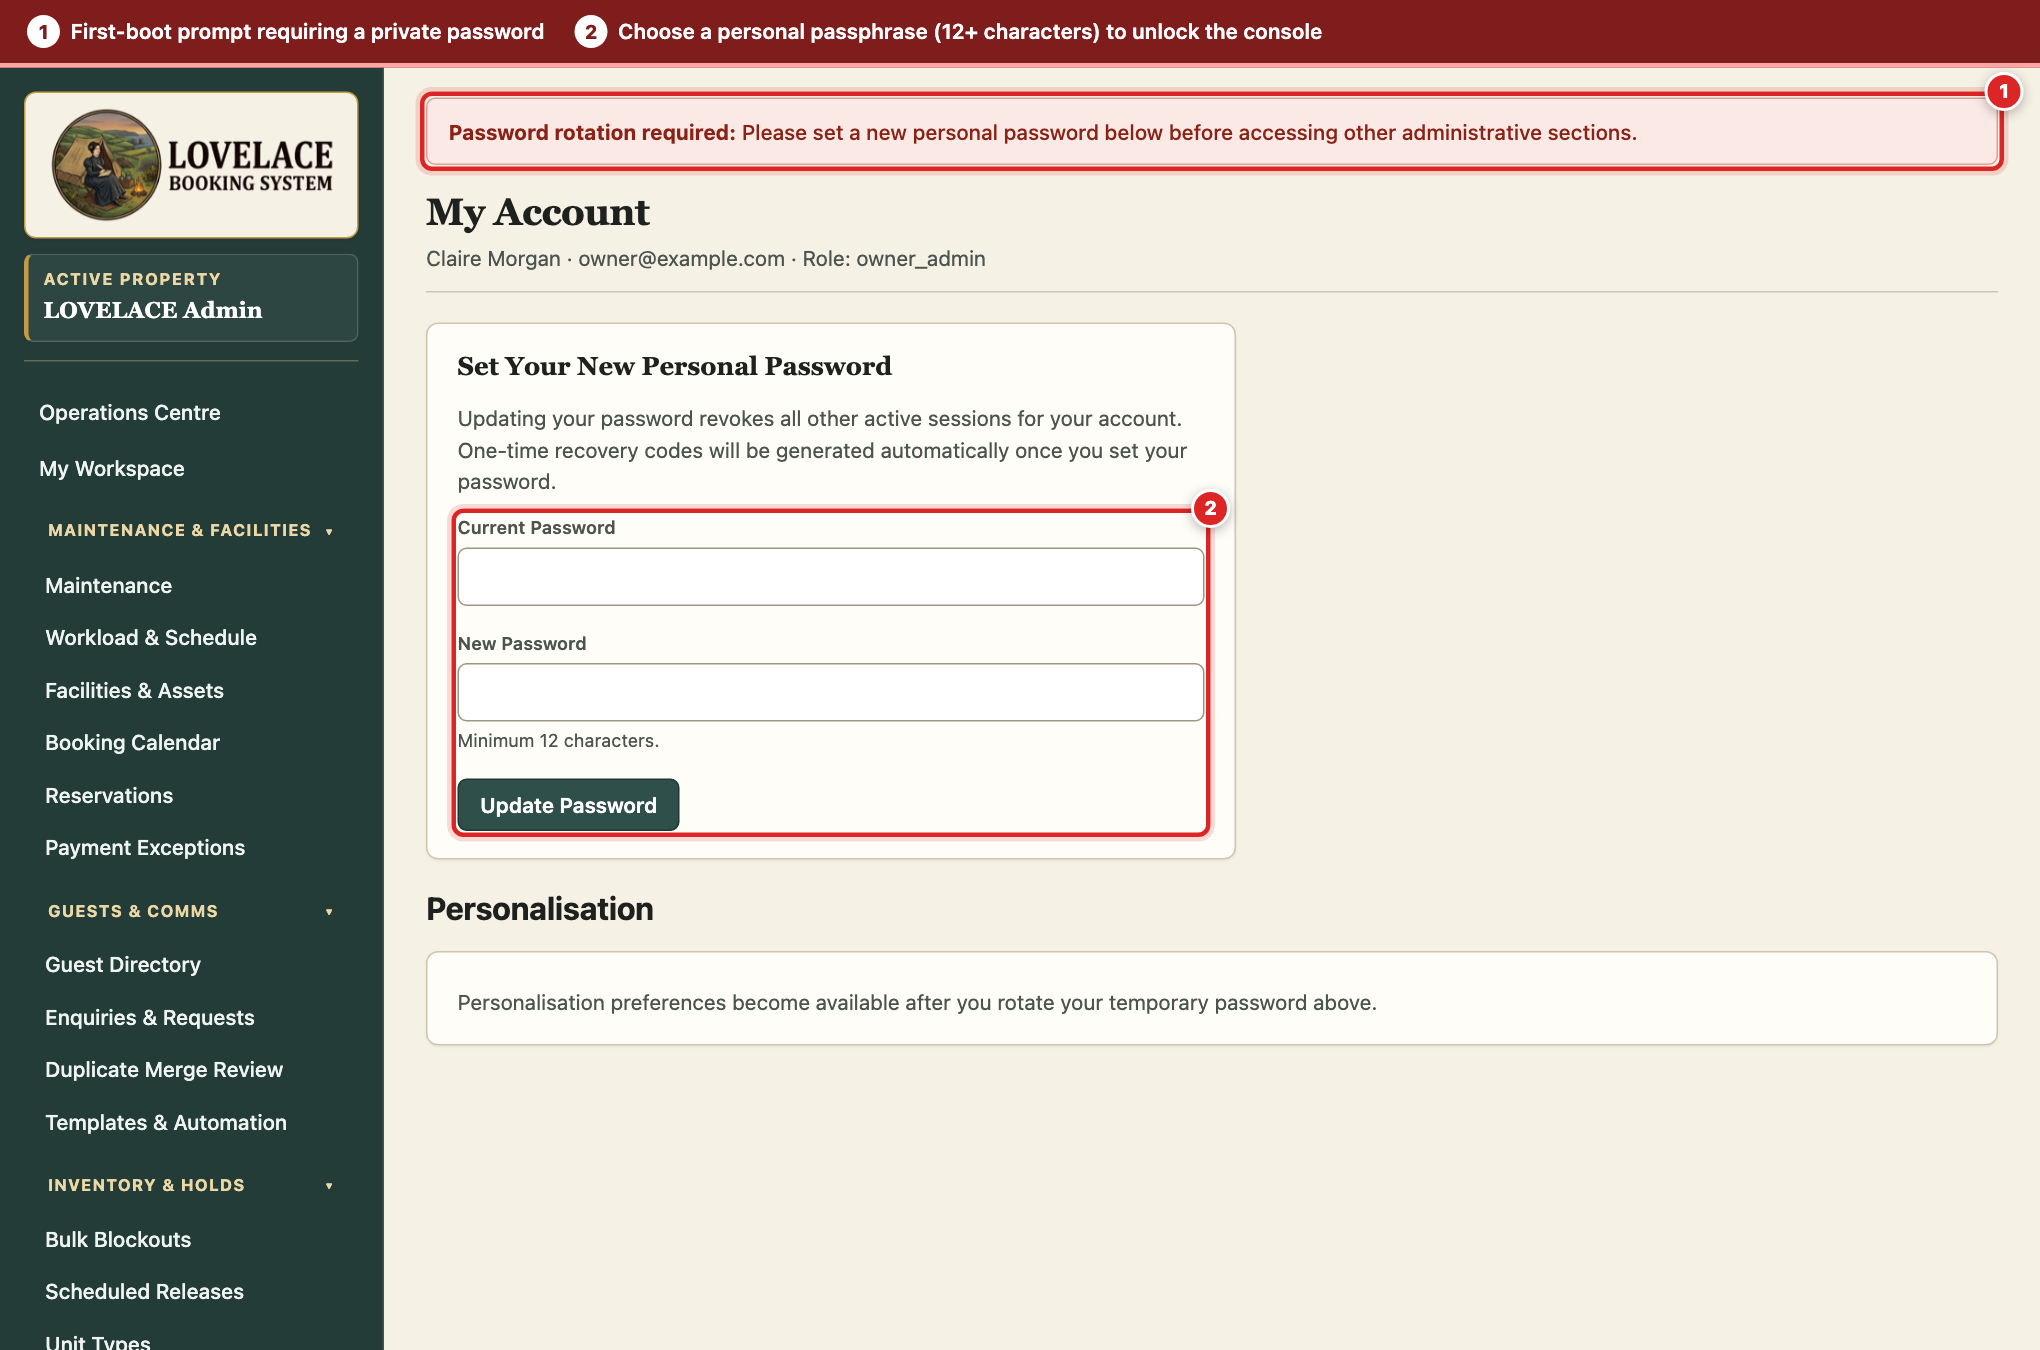 1 First-boot prompt requiring a private password 2 Choose a personal passphrase (12+ characters) to unlock the console
LOVELACE
BOOKING SYSTEM
ACTIVE PROPERTY
LOVELACE Admin
Operations Centre
My Workspace
MAINTENANCE & FACILITIES
Maintenance
Workload & Schedule
Facilities & Assets
Booking Calendar
Reservations
Payment Exceptions
GUESTS & COMMS
Guest Directory
Enquiries & Requests
Duplicate Merge Review
Templates & Automation
INVENTORY & HOLDS
Bulk Blockouts
Scheduled Releases
Unit Types
1
Password rotation required: Please set a new personal password below before accessing other administrative sections.
My Account
Claire Morgan · owner@example.com · Role: owner_admin
Set Your New Personal Password
Updating your password revokes all other active sessions for your account.
One-time recovery codes will be generated automatically once you set your
password.
2
Current Password
New Password
Minimum 12 characters.
Update Password
Personalisation
Personalisation preferences become available after you rotate your temporary password above.